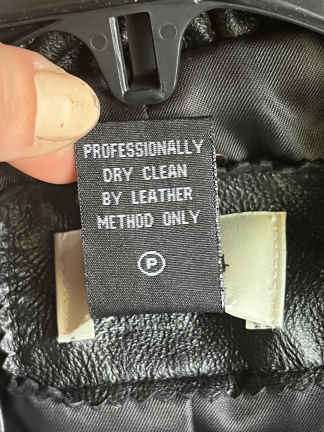 PROFESSIONALLY
DRY CLEAN
BY LEATHER
METHOD ONLY
P